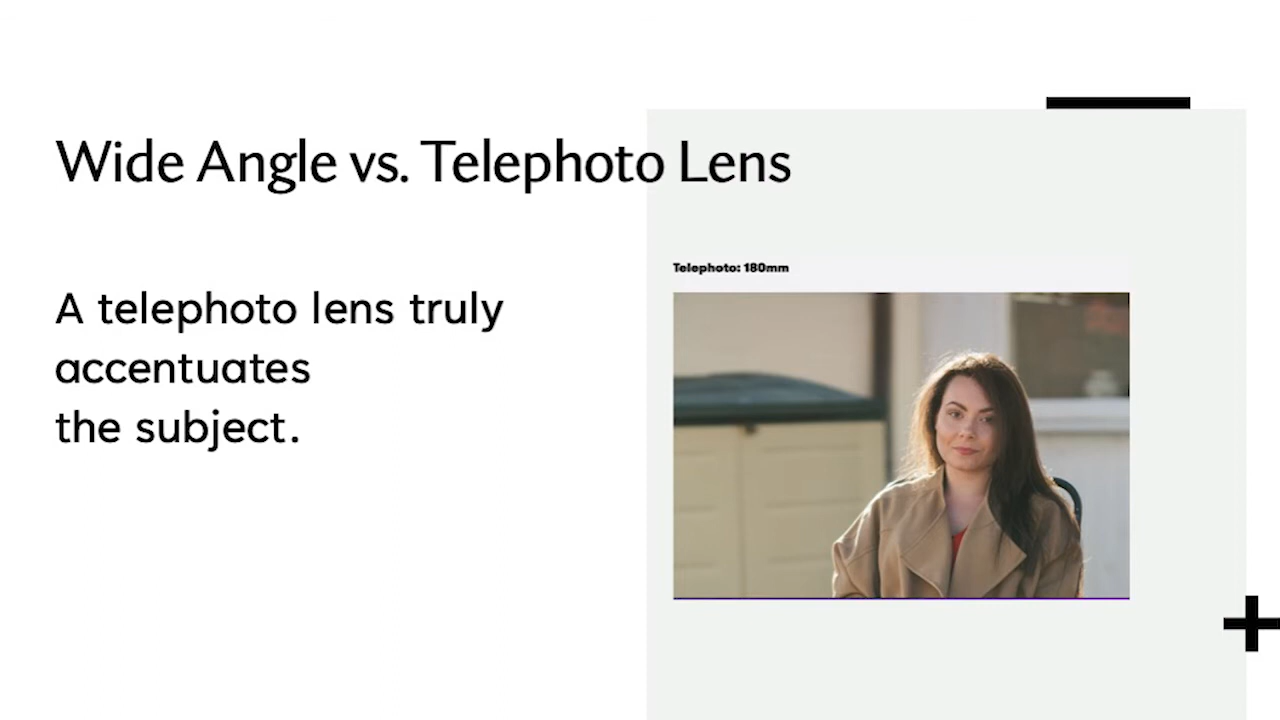 Wide Angle vs. Telephoto Lens
A telephoto lens truly
accentuates
the subject.
Telephoto: 180mm